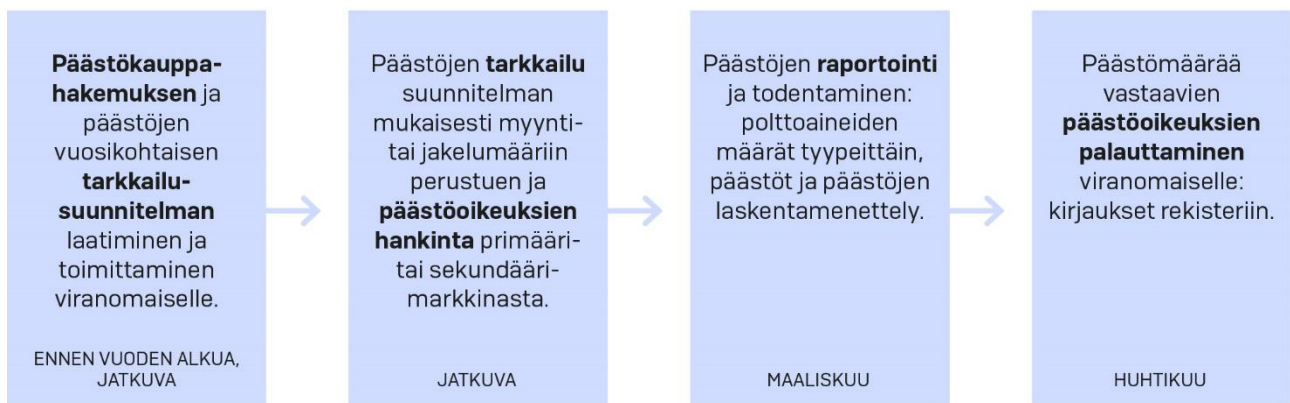 Päästökauppa-
hakemuksen ja
päästöjen
vuosikohtaisen
tarkkailu-
suunnitelman
laatiminen ja
toimittaminen
viranomaiselle.
ENNEN VUODEN ALKUA,
JATKUVA
Päästöjen tarkkailu
suunnitelman
mukaisesti myynti-
tai jakelumääriin
perustuen ja
päästöoikeuksien
hankinta primääri-
tai sekundääri-
markkinasta.
JATKUVA
Päästöjen raportointi
ja todentaminen:
polttoaineiden
määrät tyypeittäin,
päästöt ja päästöjen
laskentamenettely.
MAALISKUU
Päästömäärää
vastaavien
päästöoikeuksien
palauttaminen
viranomaiselle:
kirjaukset rekisteriin.
HUHTIKUU